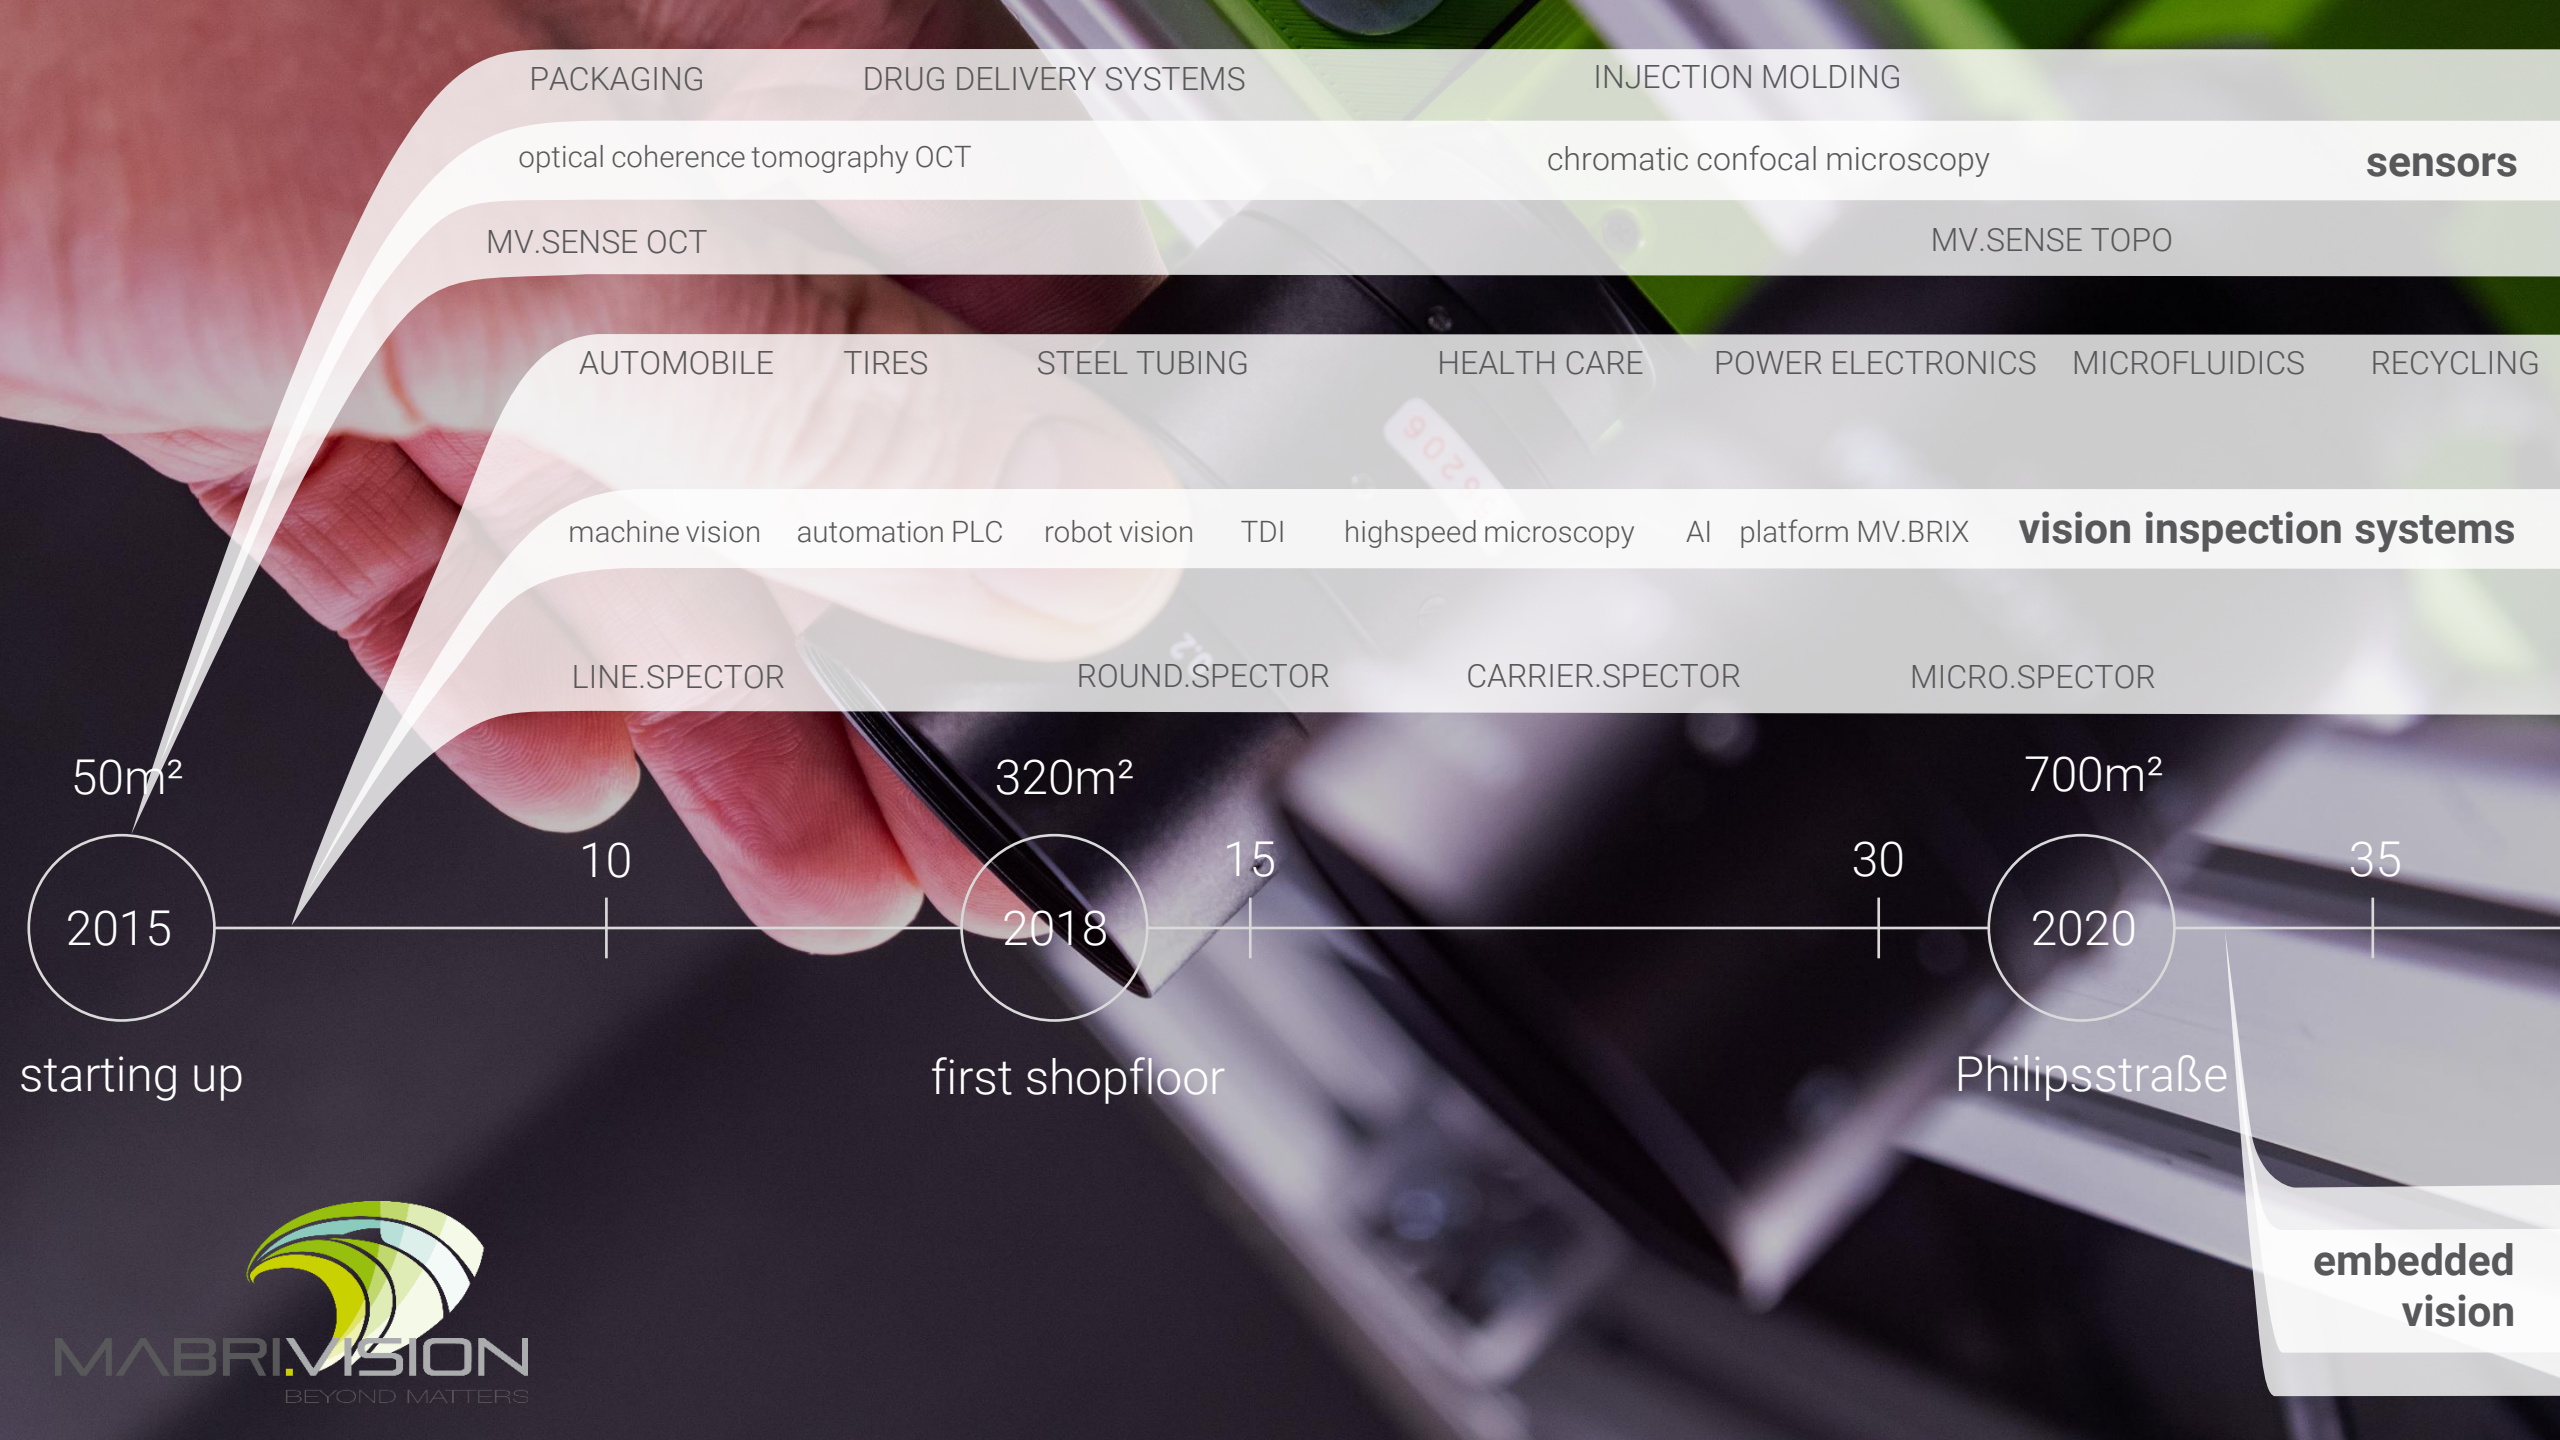 PACKAGING DRUG DELIVERY SYSTEMS INJECTION MOLDING
optical coherence tomography OCT chromatic confocal microscopy sensors
MV.SENSE OCT MV.SENSE TOPO
AUTOMOBILE TIRES STEEL TUBING HEALTH CARE POWER ELECTRONICS MICROFLUIDICS RECYCLING
machine vision automation PLC robot vision TDI highspeed microscopy AI platform MV.BRIX vision inspection systems
LINE.SPECTOR ROUND.SPECTOR CARRIER.SPECTOR MICRO.SPECTOR
50m² 320m² 700m²
10 15 30 35
2015 2018 2020
starting up first shopfloor Philipsstraße
embedded
vision
MABRI.VISION
BEYOND MATTERS